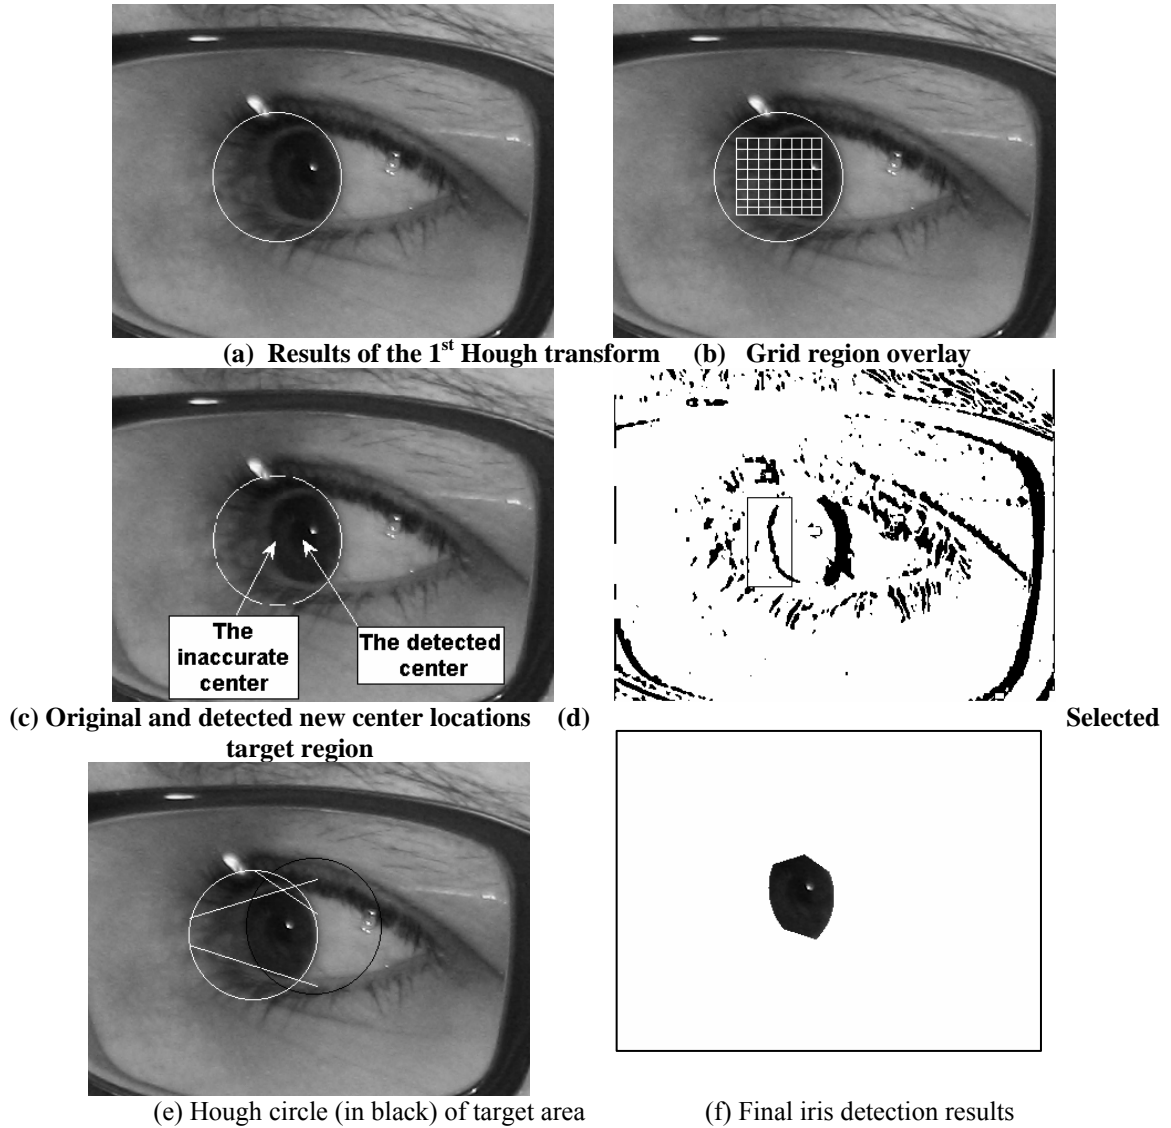 (a) Results of the 1st Hough transform (b) Grid region overlay
The
inaccurate
center
The detected
center
(c) Original and detected new center locations (d) Selected
target region
(e) Hough circle (in black) of target area (f) Final iris detection results